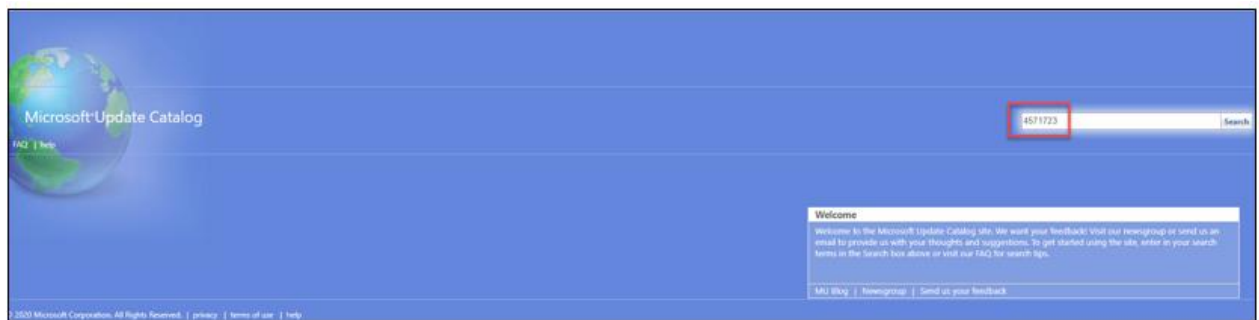 Microsoft Update Catalog
4571723
Search
FAQ | help
Welcome
Welcome to the Microsoft Update Catalog site. We want your feedback! Visit our newsgroup or send us an
email to provide us with your thoughts and suggestions. To get started using the site, enter in your search
terms in the Search box above or visit our FAQ for search tips.
MU Blog | Newsgroup | Send us your feedback
2020 Microsoft Corporation. All Rights Reserved. | privacy | terms of use | help